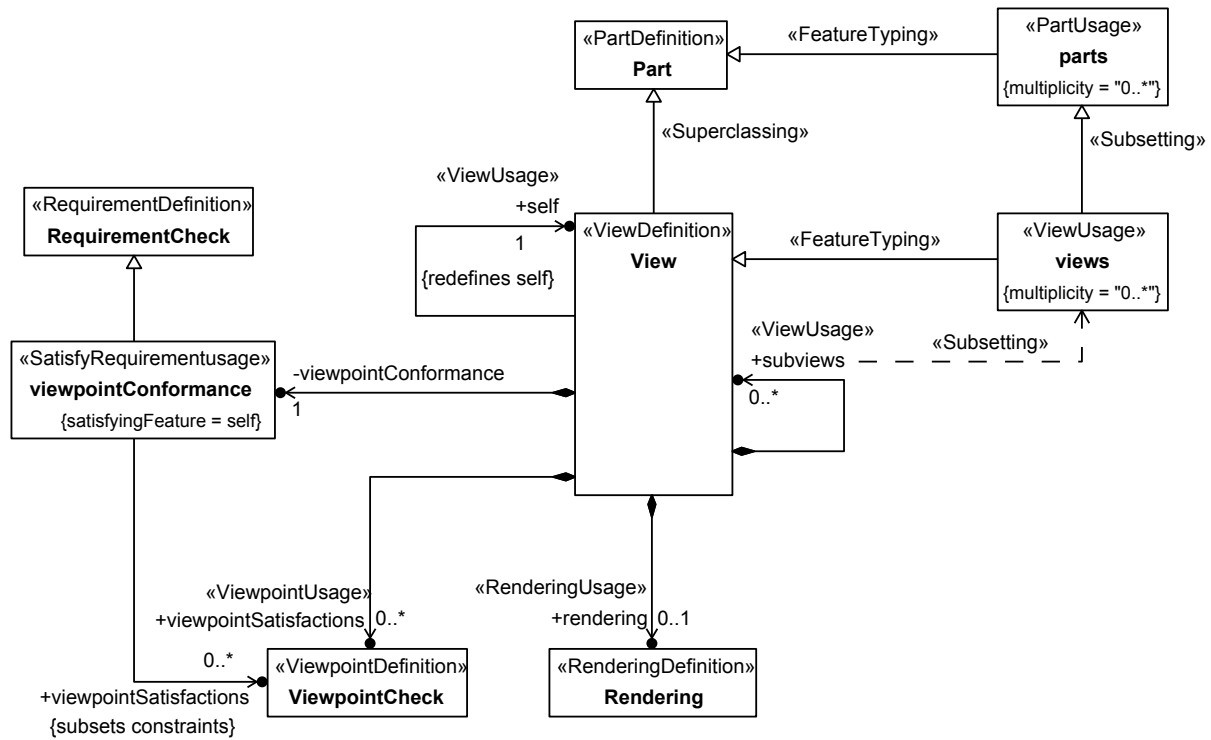 «PartDefinition»
Part
«FeatureTyping»
«PartUsage»
parts
{multiplicity = "0..*"}
«Superclassing»
«Subsetting»
«ViewUsage»
+self
1
{redefines self}
«RequirementDefinition»
RequirementCheck
«ViewDefinition»
View
«FeatureTyping»
«ViewUsage»
views
{multiplicity = "0..*"}
«ViewUsage»
+subviews
0..*
«Subsetting»
«SatisfyRequirementusage»
viewpointConformance
{satisfyingFeature = self}
-viewpointConformance
1
«ViewpointUsage»
+viewpointSatisfactions
0..*
«RenderingUsage»
+rendering
0..1
0..*
+viewpointSatisfactions
{subsets constraints}
«ViewpointDefinition»
ViewpointCheck
«RenderingDefinition»
Rendering